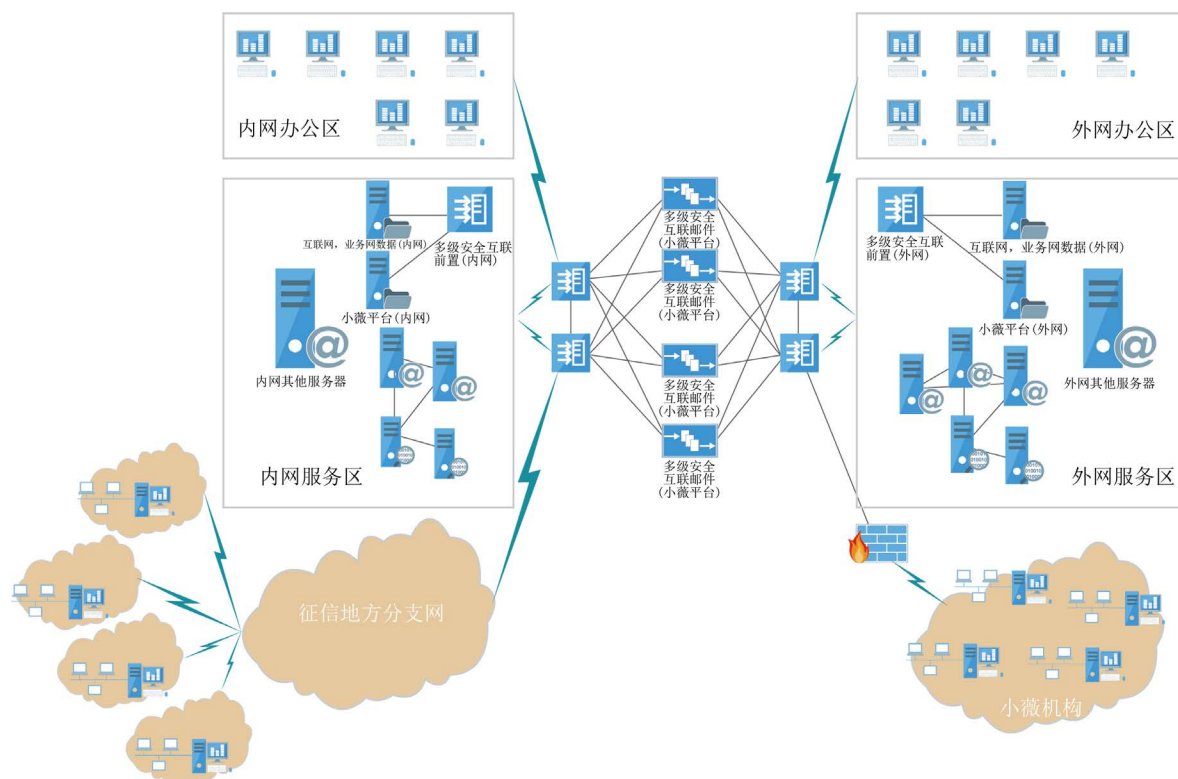 内网办公区
外网办公区
互联网，业务网数据(内网)
多级安全互联
前置(内网)
小薇平台(内网)
内网其他服务器
内网服务区
多级安全
互联邮件
(小薇平台)
多级安全
互联邮件
(小薇平台)
多级安全
互联邮件
(小薇平台)
多级安全
互联邮件
(小薇平台)
多级安全互联
前置(外网)
互联网，业务网数据(外网)
小薇平台(外网)
外网其他服务器
外网服务区
征信地方分支网
小薇机构